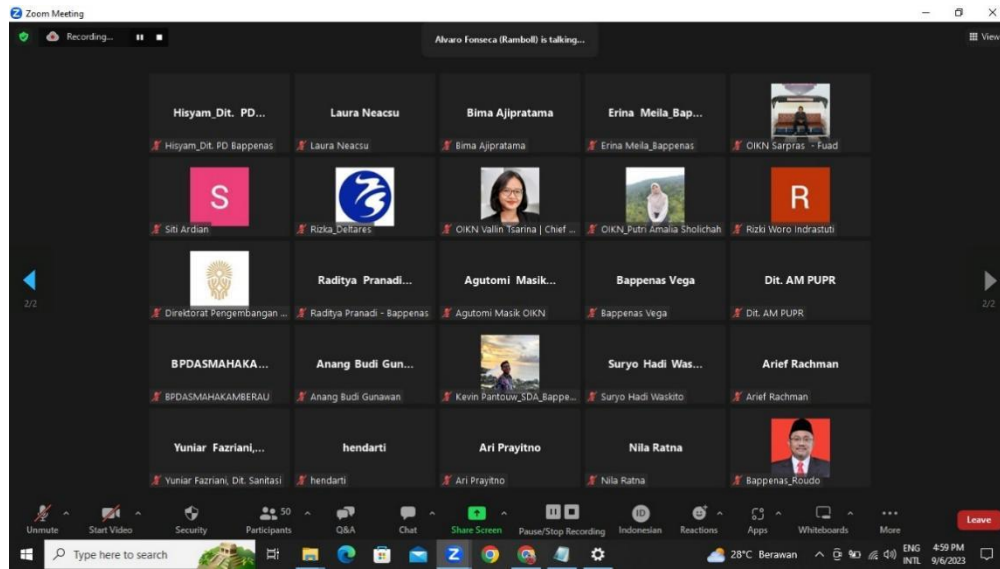 Zoom Meeting
Recording...
Alvaro Fonseca (Ramboll) is talking...
View
Hisyam_Dit. PD...
Laura Neacsu
Bima Ajipratama
Erina Meila_Bap...
Hisyam_Dit. PD Bappenas
Laura Neacsu
Bima Ajipratama
Erina Meila_Bappenas
OIKN Sarpras - Fuad
S
R
Siti Ardian
Rizka_Deltares
OIKN Vallin Tsarina | Chief ...
OIKN_Putri Amalia Sholichah
Rizki Woro Indrastuti
Raditya Pranadi...
Agutomi Masik...
Bappenas Vega
Dit. AM PUPR
2/2
2/2
Direktorat Pengembangan ...
Raditya Pranadi - Bappenas
Agutomi Masik OIKN
Bappenas Vega
Dit. AM PUPR
BPDASMAHAKA...
Anang Budi Gun...
Suryo Hadi Was...
Arief Rachman
BPDASMAHAKAMBERAU
Anang Budi Gunawan
Kevin Pantouw_SDA_Bappe...
Suryo Hadi Waskito
Arief Rachman
Yuniar Fazriani,...
hendarti
Ari Prayitno
Nila Ratna
Yuniar Fazriani, Dit. Sanitasi
hendarti
Ari Prayitno
Nila Ratna
Bappenas_Roudo
50
ID
Unmute
Start Video
Security
Participants
Q&A
Chat
Share Screen
Pause/Stop Recording
Indonesian
Reactions
Apps
Whiteboards
More
Leave
Type here to search
28°C Berawan
ENG
INTL
4:59 PM
9/6/2023